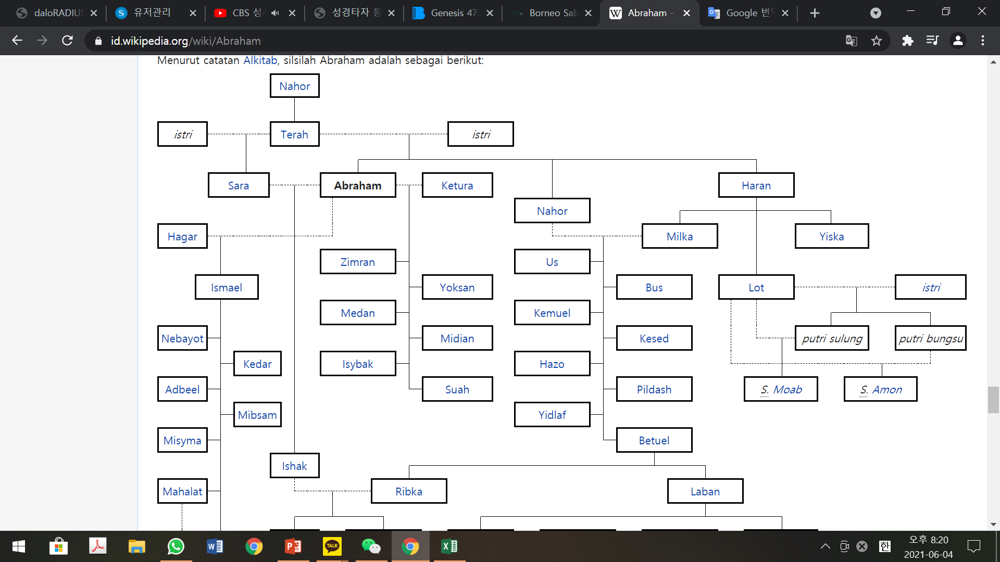 daloRADIUS
유저관리
CBS 성
성경타자 통
Genesis 47:
Borneo Sab
Abraham -
Google 번역
id.wikipedia.org/wiki/Abraham
Menurut catatan Alkitab, silsilah Abraham adalah sebagai berikut:
Nahor
istri
Terah
istri
Sara
Abraham
Ketura
Haran
Nahor
Hagar
Milka
Yiska
Zimran
Us
Ismael
Yoksan
Bus
Lot
istri
Medan
Kemuel
Nebayot
Midian
Kesed
putri sulung
putri bungsu
Kedar
Isybak
Hazo
Adbeel
Suah
Pildash
S. Moab
S. Amon
Mibsam
Yidlaf
Misyma
Betuel
Ishak
Mahalat
Ribka
Laban
TALK
한
오후 8:20
2021-06-04